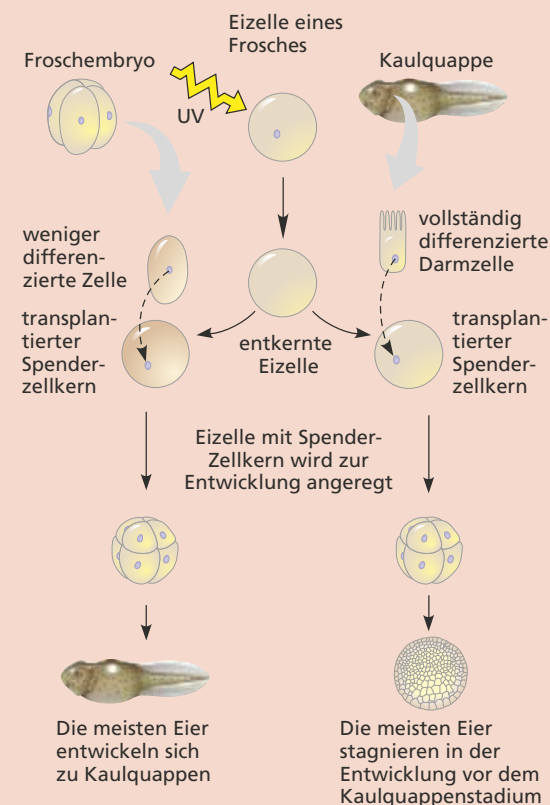 Eizelle eines
Frosches
Froschembryo
Kaulquappe
UV
weniger
differen-
zierte Zelle
vollständig
differenzierte
Darmzelle
transplan-
tierter
Spender-
zellkern
entkernte
Eizelle
transplan-
tierter
Spender-
zellkern
Eizelle mit Spender-
Zellkern wird zur
Entwicklung angeregt
Die meisten Eier
entwickeln sich
zu Kaulquappen
Die meisten Eier
stagnieren in der
Entwicklung vor dem
Kaulquappenstadium